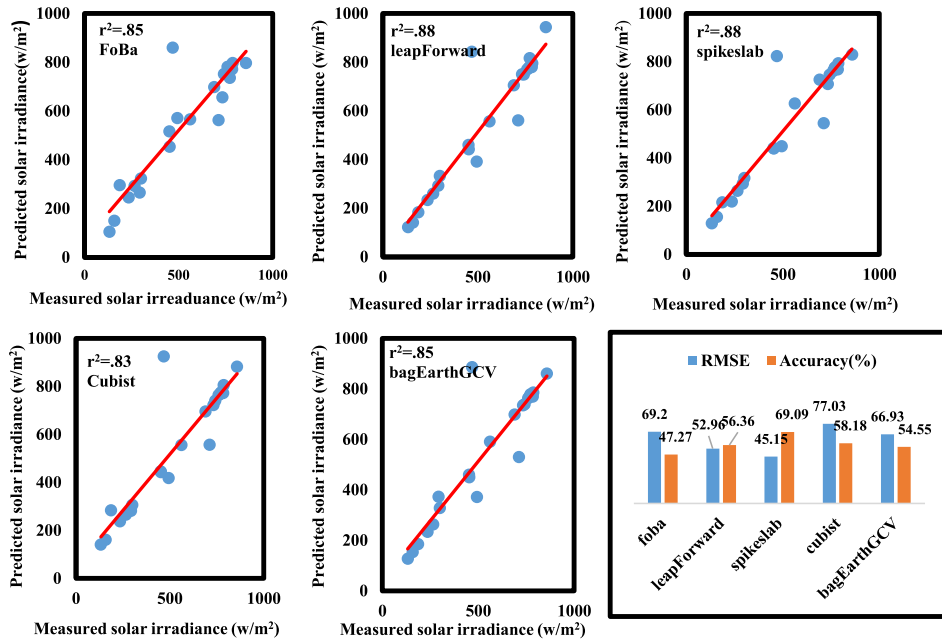 1000
800
600
400
200
0
0 500 1000
r²=.85
FoBa
Predicted solar irradiance(w/m²)
Measured solar irreaduance (w/m²)
1000
800
600
400
200
0
0 500 1000
r²=.88
leapForward
Predicted solar irradiance (w/m²)
Measured solar irradiance (w/m²)
1000
800
600
400
200
0
0 500 1000
r²=.88
spikeslab
Predicted solar irradiance (w/m²)
Measured solar irradiance (w/m²)
1000
800
600
400
200
0
0 500 1000
r²=.83
Cubist
Predicted solar irradiance (w/m²)
Measured solar irradiance (w/m²)
1000
800
600
400
200
0
0 500 1000
r²=.85
bagEarthGCV
Predicted solar irradiance (w/m²)
Measured solar irradiance (w/m²)
RMSE Accuracy(%)
69.2 47.27 52.96 56.36 45.15 69.09 77.03 58.18 66.93 54.55
foba leapForward spikeslab cubist bagEarthGCV